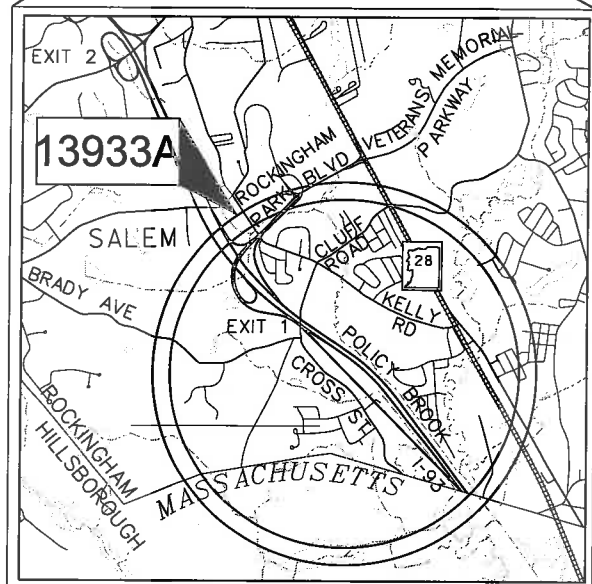 EXIT 2
VETERANS MEMORIAL
PARKWAY
13933A
ROCKINGHAM
PARK BLVD
SALEM
CLUFF
ROAD
28
BRADY AVE
KELLY
RD
EXIT 1
POLICY BROOK
CROSS ST
I-93
ROCKINGHAM
HILLSBOROUGH
MASSACHUSETTS